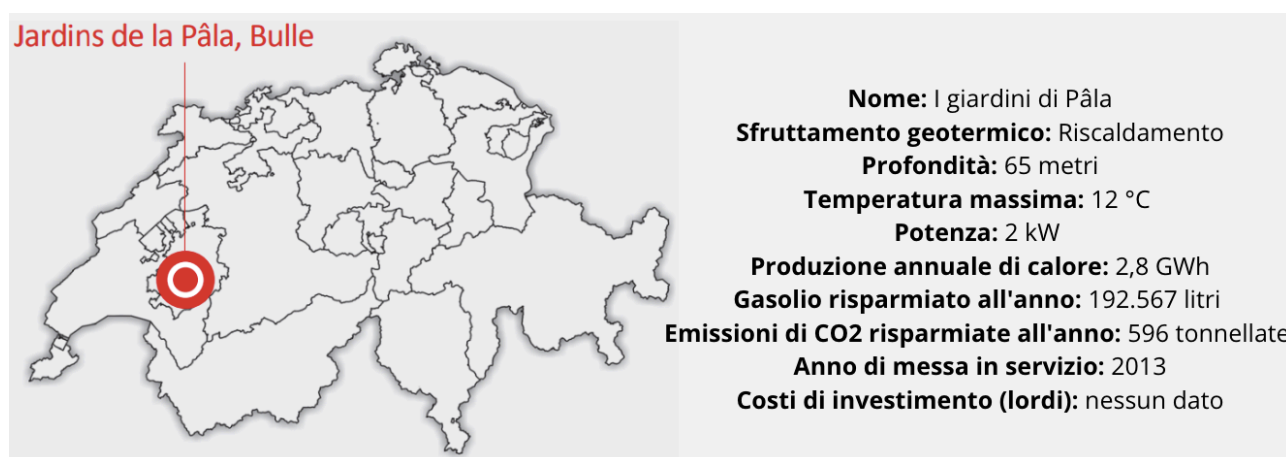 Jardins de la Pâla, Bulle
Nome: I giardini di Pâla
Sfruttamento geotermico: Riscaldamento
Profondità: 65 metri
Temperatura massima: 12 °C
Potenza: 2 kW
Produzione annuale di calore: 2,8 GWh
Gasolio risparmiato all'anno: 192.567 litri
Emissioni di CO2 risparmiate all'anno: 596 tonnellate
Anno di messa in servizio: 2013
Costi di investimento (lordi): nessun dato